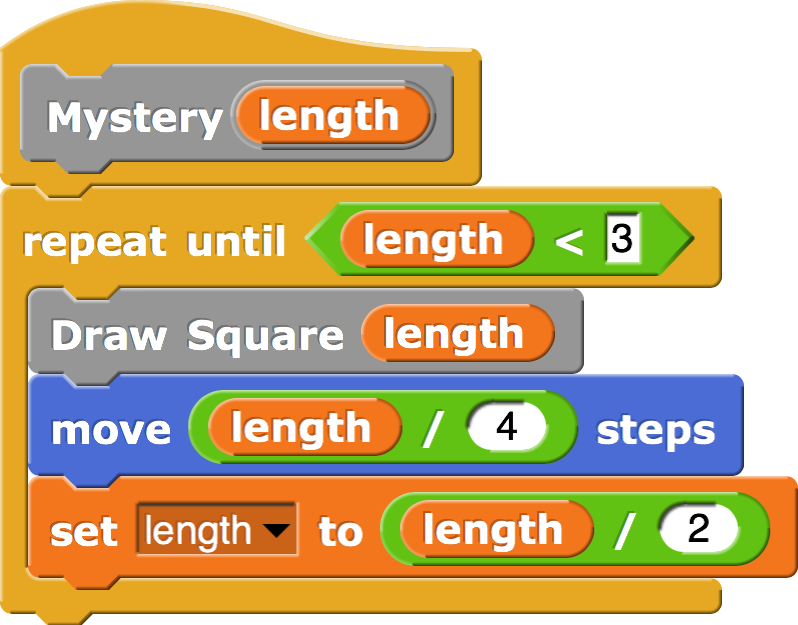 Mystery length
repeat until length < 3
Draw Square length
move length / 4 steps
set length to length / 2